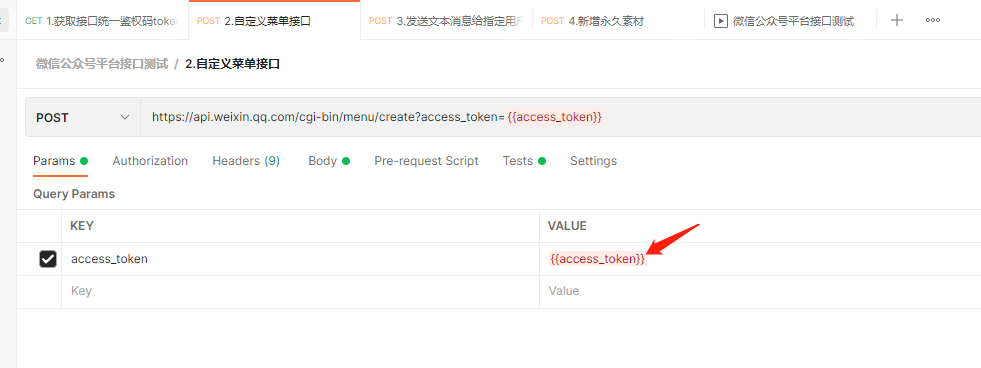 GET 1.获取接口统一鉴权码token POST 2.自定义菜单接口 POST 3.发送文本消息给指定用户 POST 4.新增永久素材 微信公众号平台接口测试
微信公众号平台接口测试 / 2.自定义菜单接口
POST https://api.weixin.qq.com/cgi-bin/menu/create?access_token={{access_token}}
Params Authorization Headers (9) Body Pre-request Script Tests Settings
Query Params
KEY VALUE
access_token {{access_token}}
Key Value